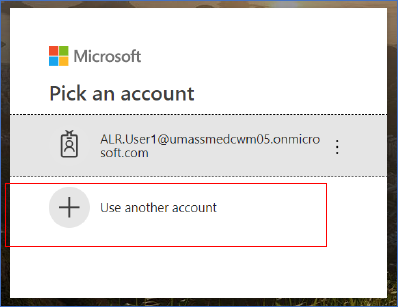 Microsoft
Pick an account
ALR.User1@umassmedcwm05.onmicro
soft.com
Use another account